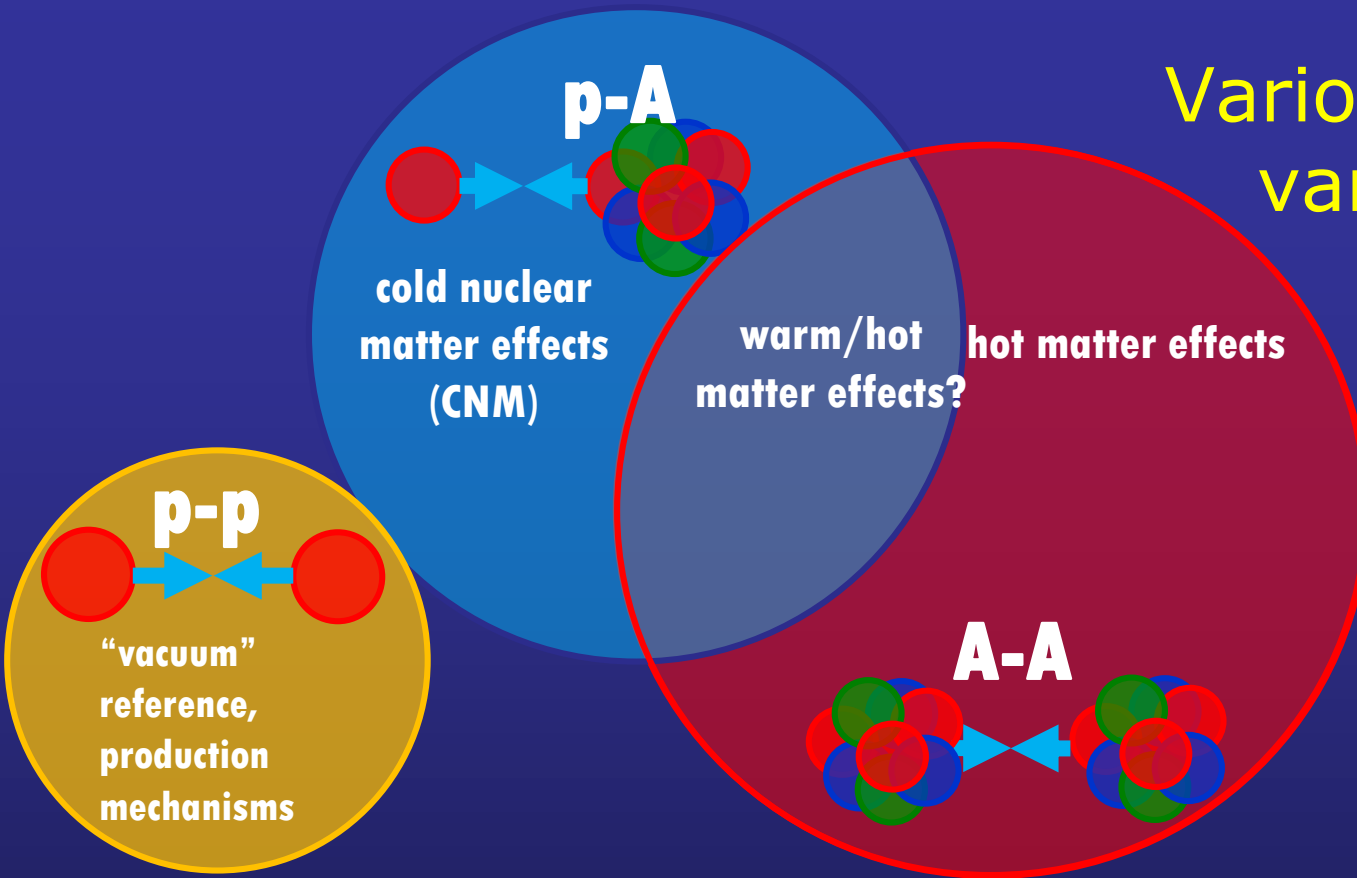 p-A
cold nuclear
matter effects
(CNM)
warm/hot
matter effects?
hot matter effects
p-p
“vacuum”
reference,
production
mechanisms
A-A